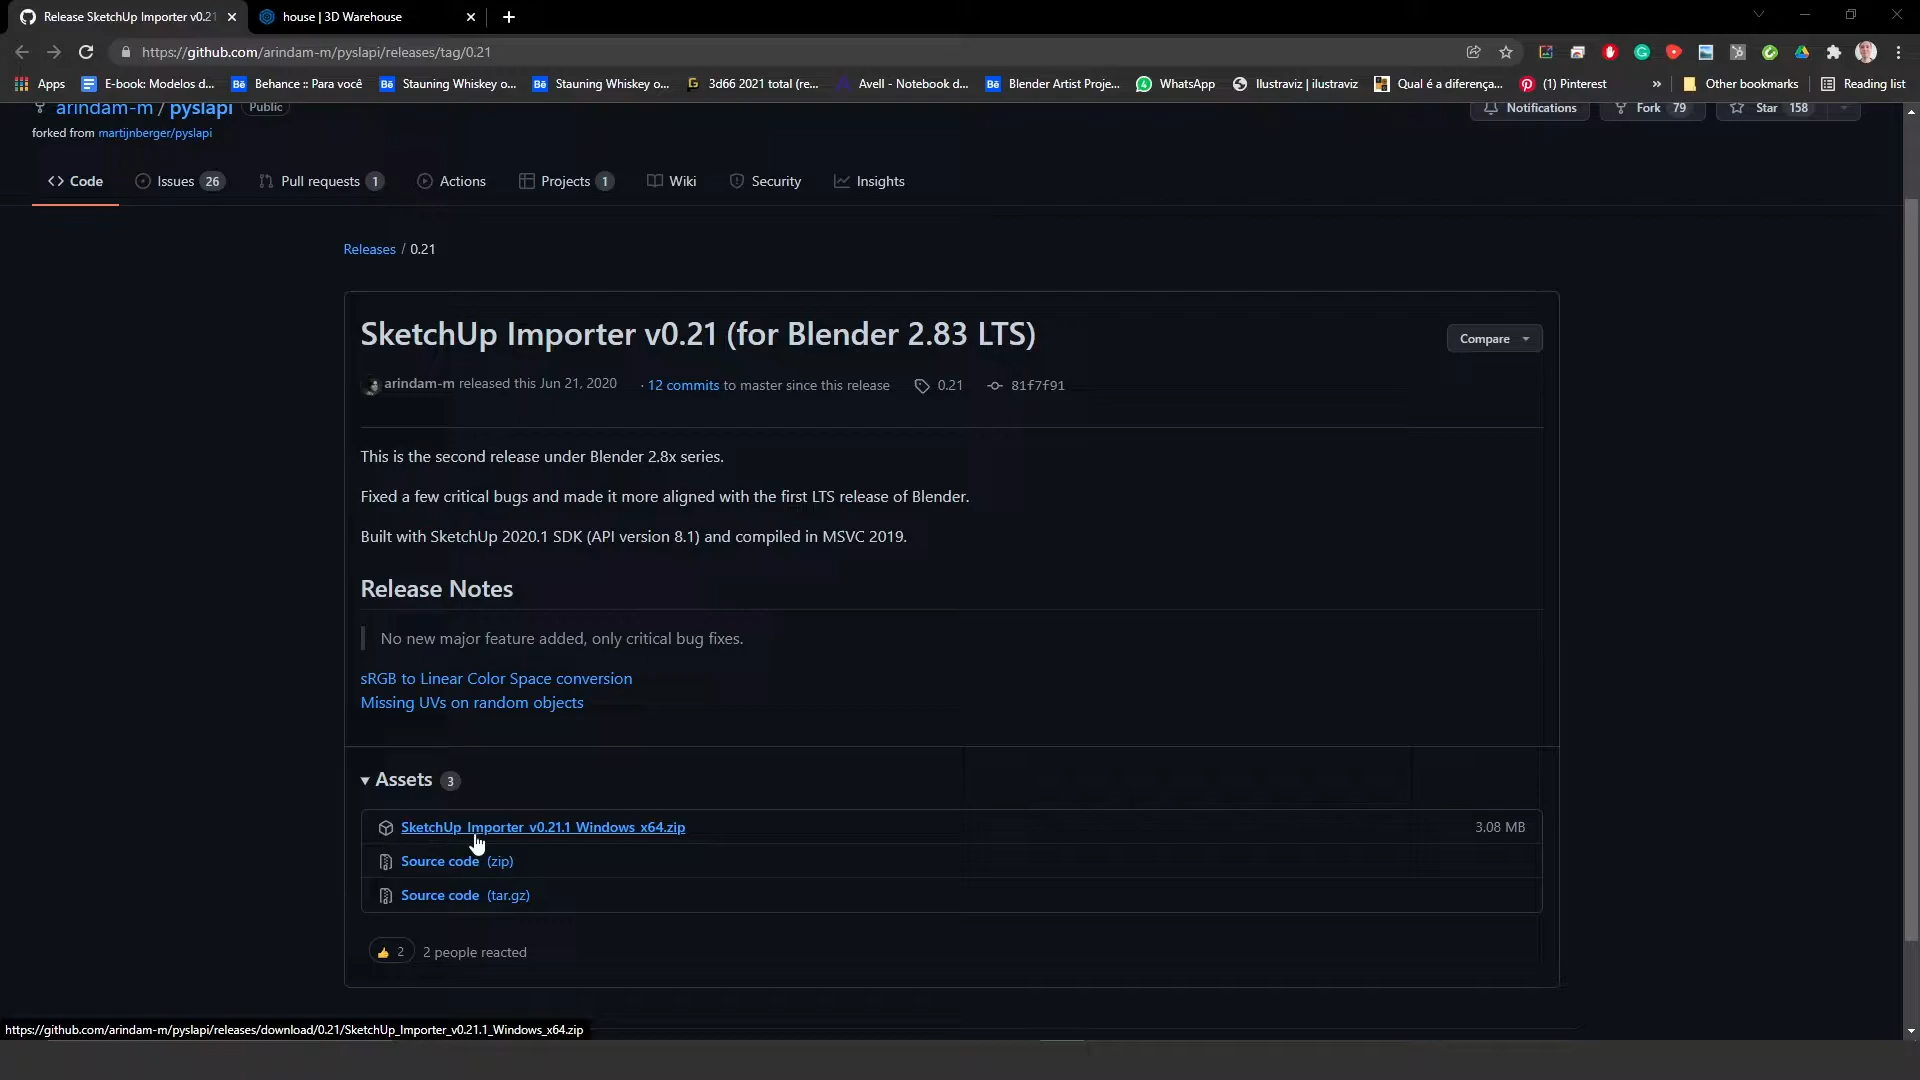 Release SketchUp Importer v0.21
house | 3D Warehouse
https://github.com/arindam-m/pyslapi/releases/tag/0.21
Apps
E-book: Modelos d...
Behance :: Para você
Stauning Whiskey o...
Stauning Whiskey o...
3d66 2021 total (re...
Avell - Notebook d...
Blender Artist Proje...
WhatsApp
Ilustraviz | ilustraviz
Qual é a diferença...
(1) Pinterest
»
Other bookmarks
Reading list
arindam-m / pyslapi Public
Notifications
Fork 79
Star 158
forked from martijnberger/pyslapi
<> Code
Issues 26
Pull requests 1
Actions
Projects 1
Wiki
Security
Insights
Releases / 0.21
SketchUp Importer v0.21 (for Blender 2.83 LTS)
Compare
arindam-m released this Jun 21, 2020 · 12 commits to master since this release 0.21 81f7f91
This is the second release under Blender 2.8x series.
Fixed a few critical bugs and made it more aligned with the first LTS release of Blender.
Built with SketchUp 2020.1 SDK (API version 8.1) and compiled in MSVC 2019.
Release Notes
No new major feature added, only critical bug fixes.
sRGB to Linear Color Space conversion
Missing UVs on random objects
Assets 3
SketchUp_Importer_v0.21.1_Windows_x64.zip 3.08 MB
Source code (zip)
Source code (tar.gz)
2 2 people reacted
https://github.com/arindam-m/pyslapi/releases/download/0.21/SketchUp_Importer_v0.21.1_Windows_x64.zip